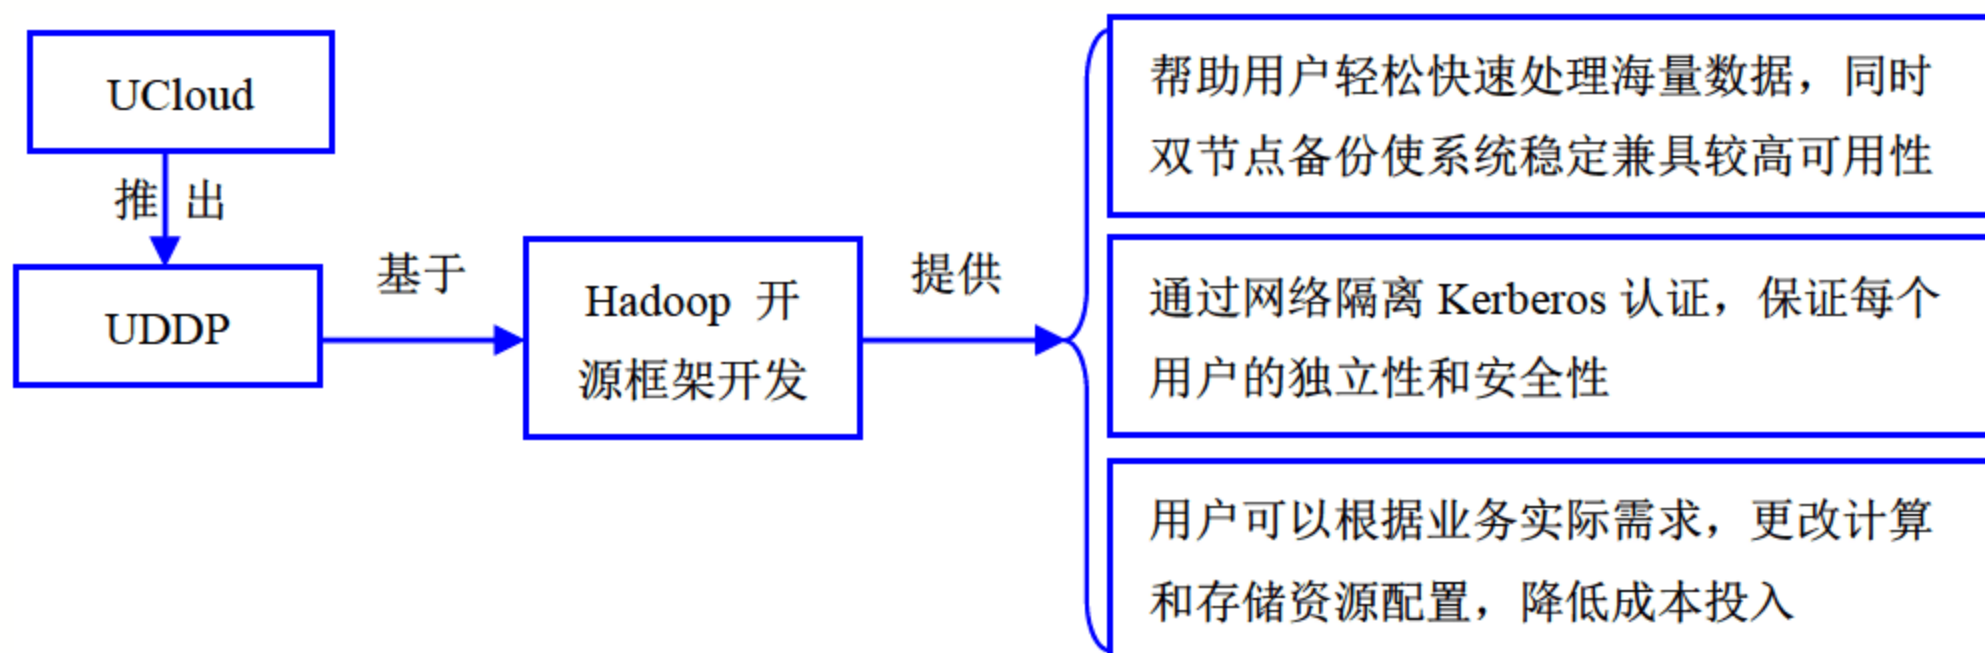 UCloud
推出
UDDP
基于
Hadoop 开
源框架开发
提供
帮助用户轻松快速处理海量数据，同时
双节点备份使系统稳定兼具较高可用性
通过网络隔离 Kerberos 认证，保证每个
用户的独立性和安全性
用户可以根据业务实际需求，更改计算
和存储资源配置，降低成本投入